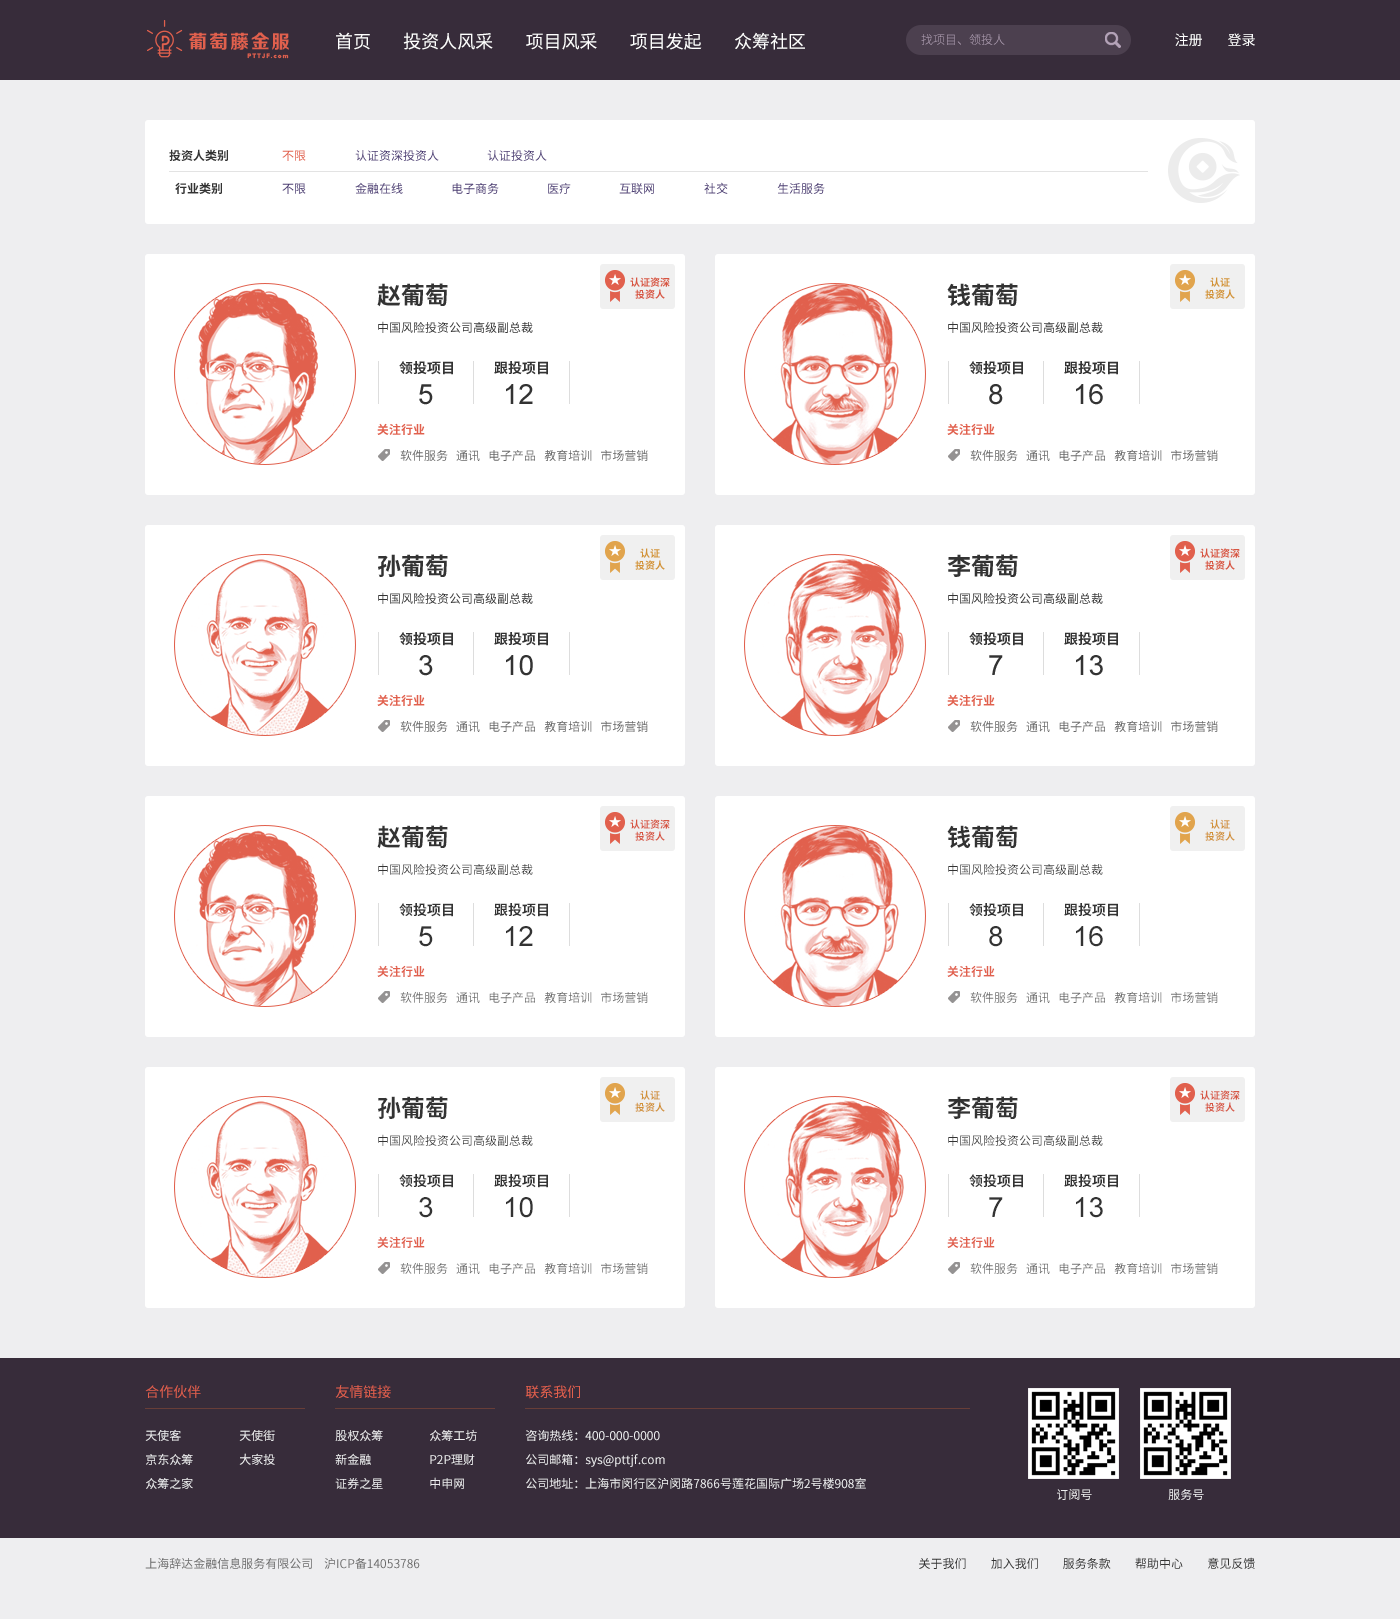 葡萄藤金服
PTTJF.com
首页 投资人风采 项目风采 项目发起 众筹社区
找项目、领投人
注册 登录
投资人类别 不限 认证资深投资人 认证投资人
行业类别 不限 金融在线 电子商务 医疗 互联网 社交 生活服务
赵葡萄
认证资深
投资人
中国风险投资公司高级副总裁
领投项目 跟投项目
5 12
关注行业
软件服务 通讯 电子产品 教育培训 市场营销
钱葡萄
认证
投资人
中国风险投资公司高级副总裁
领投项目 跟投项目
8 16
关注行业
软件服务 通讯 电子产品 教育培训 市场营销
孙葡萄
认证
投资人
中国风险投资公司高级副总裁
领投项目 跟投项目
3 10
关注行业
软件服务 通讯 电子产品 教育培训 市场营销
李葡萄
认证资深
投资人
中国风险投资公司高级副总裁
领投项目 跟投项目
7 13
关注行业
软件服务 通讯 电子产品 教育培训 市场营销
赵葡萄
认证资深
投资人
中国风险投资公司高级副总裁
领投项目 跟投项目
5 12
关注行业
软件服务 通讯 电子产品 教育培训 市场营销
钱葡萄
认证
投资人
中国风险投资公司高级副总裁
领投项目 跟投项目
8 16
关注行业
软件服务 通讯 电子产品 教育培训 市场营销
孙葡萄
认证
投资人
中国风险投资公司高级副总裁
领投项目 跟投项目
3 10
关注行业
软件服务 通讯 电子产品 教育培训 市场营销
李葡萄
认证资深
投资人
中国风险投资公司高级副总裁
领投项目 跟投项目
7 13
关注行业
软件服务 通讯 电子产品 教育培训 市场营销
合作伙伴
天使客 天使街
京东众筹 大家投
众筹之家
友情链接
股权众筹 众筹工坊
新金融 P2P理财
证券之星 中申网
联系我们
咨询热线：400-000-0000
公司邮箱：sys@pttjf.com
公司地址：上海市闵行区沪闵路7866号莲花国际广场2号楼908室
订阅号 服务号
上海辞达金融信息服务有限公司 沪ICP备14053786
关于我们 加入我们 服务条款 帮助中心 意见反馈